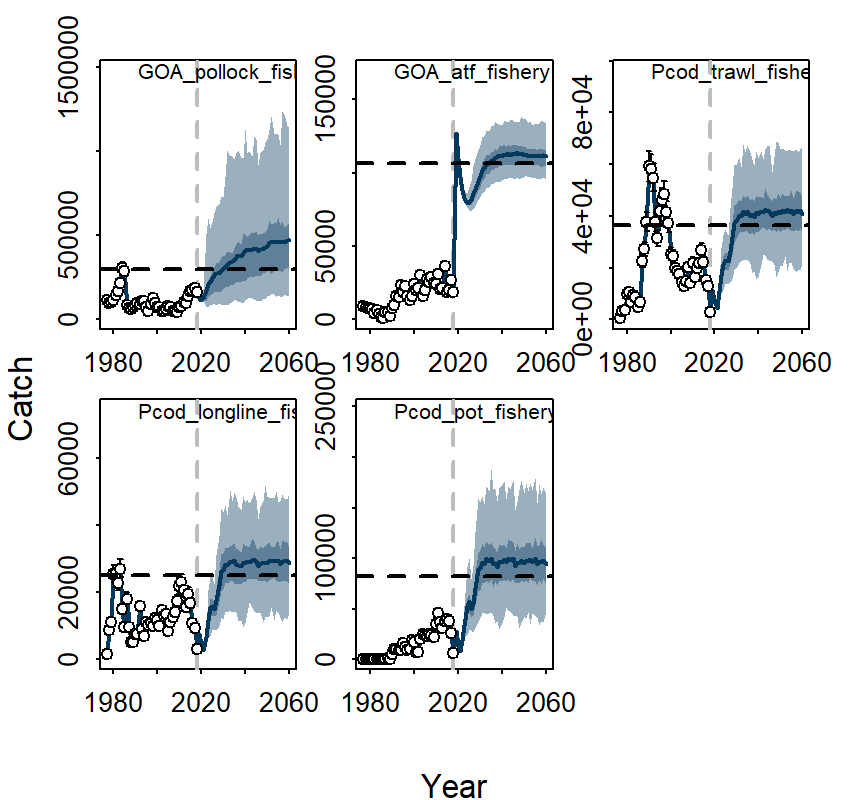 GOA_pollock_fis
GOA_atf_fishery
Pcod_trawl_fishe
0 500000 1500000
0 50000 150000
0e+00 4e+04 8e+04
1980 2020 2060
1980 2020 2060
1980 2020 2060
Catch
Pcod_longline_fis
Pcod_pot_fishery
0 20000 60000
0 100000 250000
1980 2020 2060
1980 2020 2060
Year